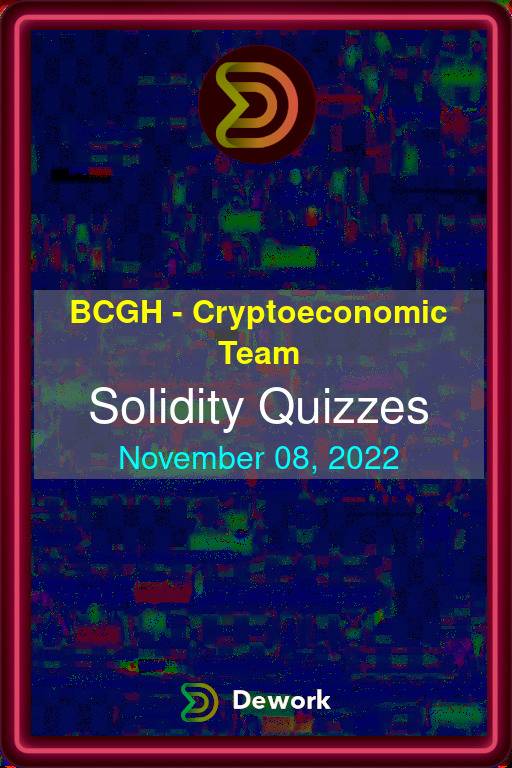 BCGH - Cryptoeconomic
Team
Solidity Quizzes
November 08, 2022
Dework